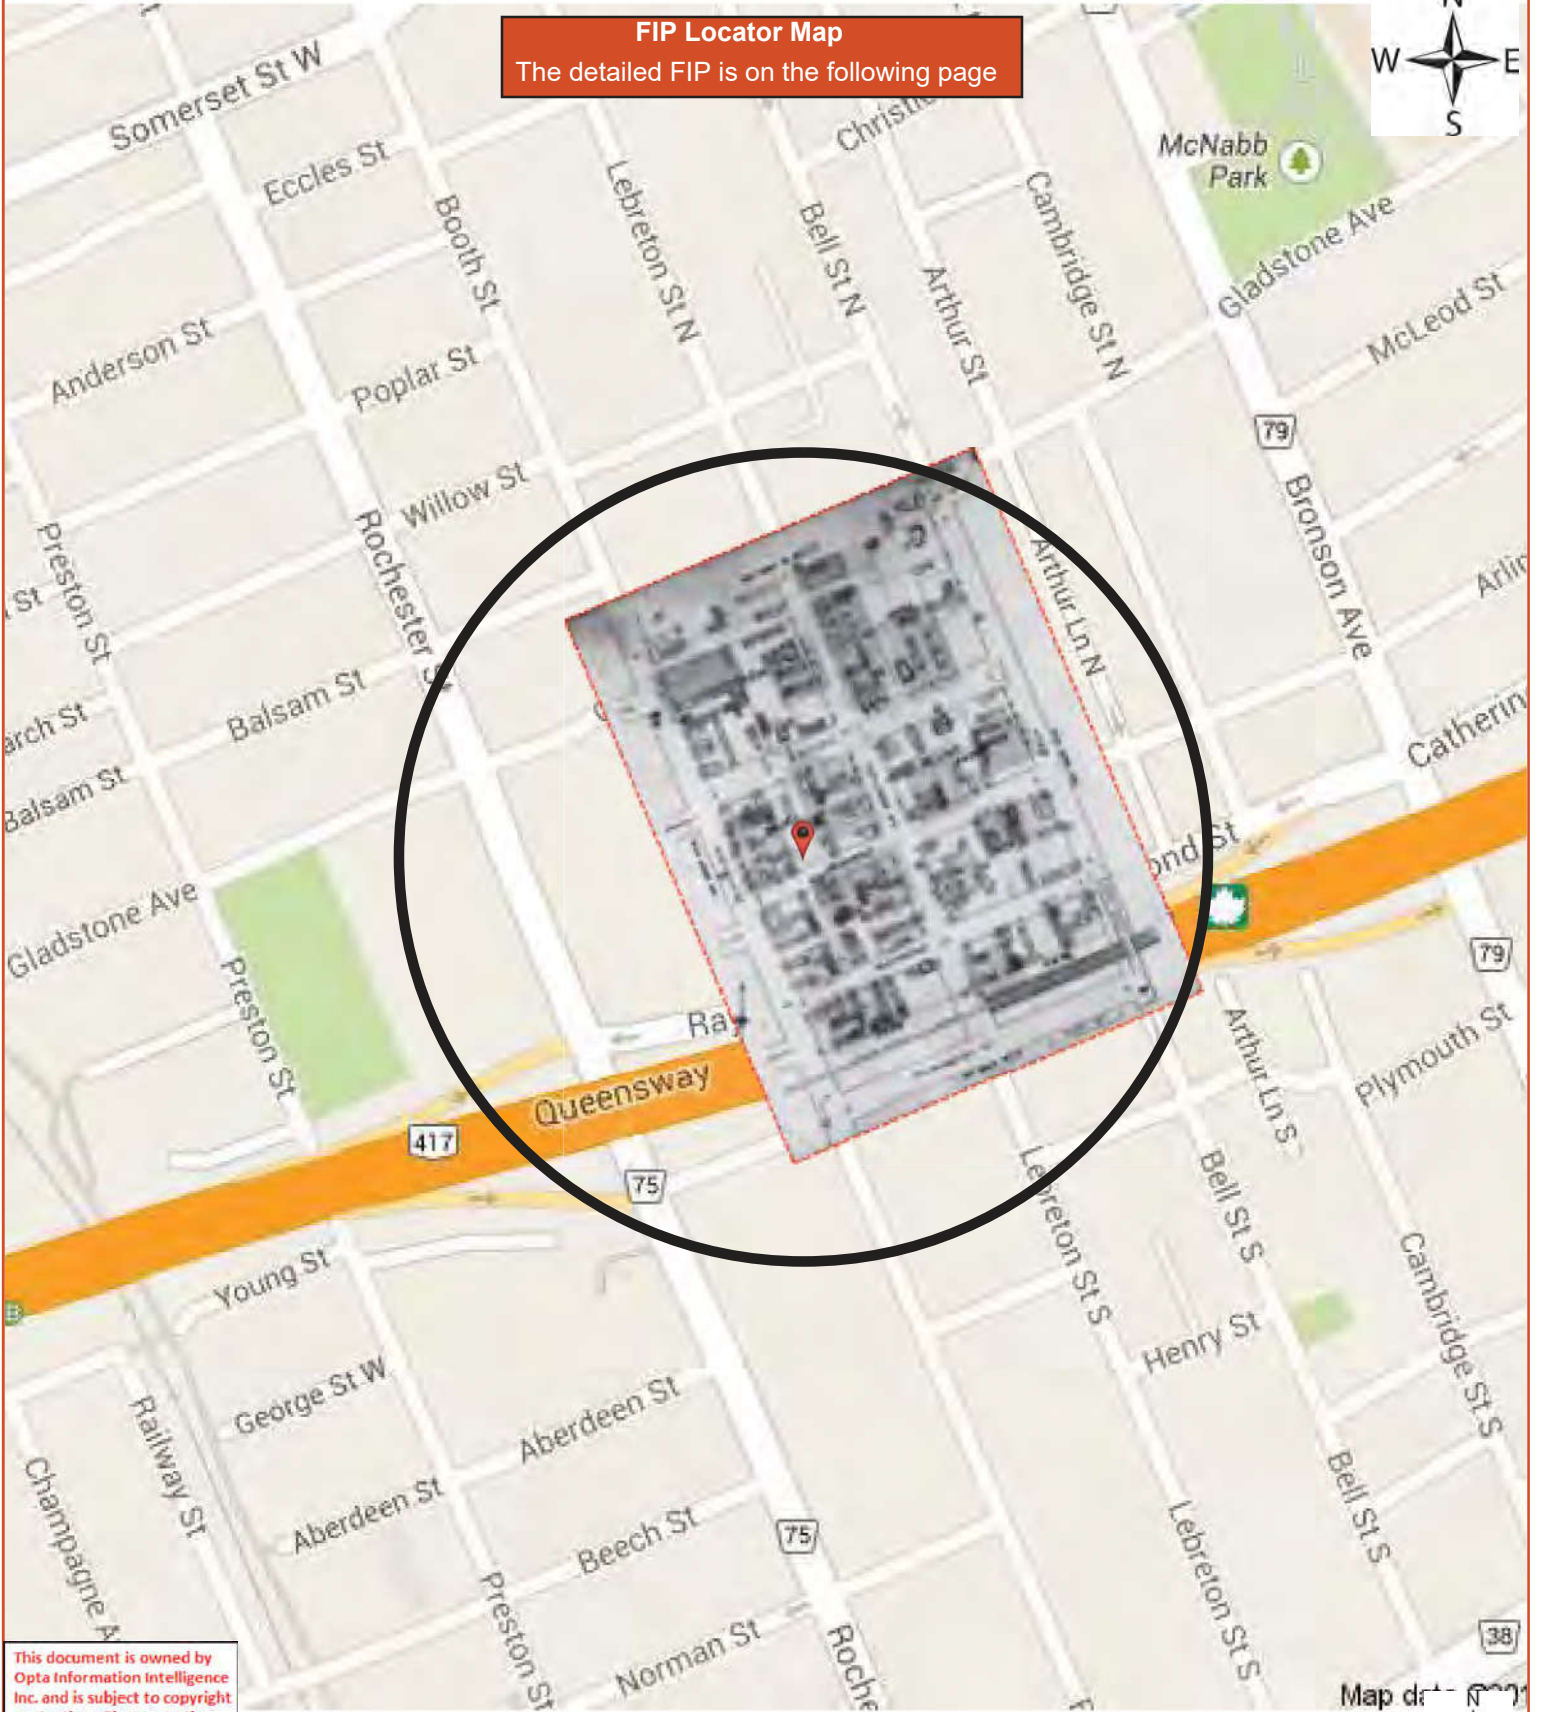 FIP Locator Map
The detailed FIP is on the following page
N
W
E
S
Somerset St W
Eccles St
Booth St
Lebreton St N
Bell St N
Arthur St
Cambridge St N
McNabb
Park
Gladstone Ave
McLeod St
Anderson St
Poplar St
Willow St
79
Bronson Ave
Preston St
Rochester St
Arthur Ln N
St
Balsam St
Balsam St
Gladstone Ave
Preston St
Queensway
417
75
79
Arthur Ln S
Plymouth St
Young St
Lebreton St S
Bell St S
Henry St
Cambridge St S
George St W
Railway St
Aberdeen St
Aberdeen St
Beech St
Bell St S
75
Preston St
Norman St
Lebreton St S
38
This document is owned by
Opta Information Intelligence
Inc. and is subject to copyright